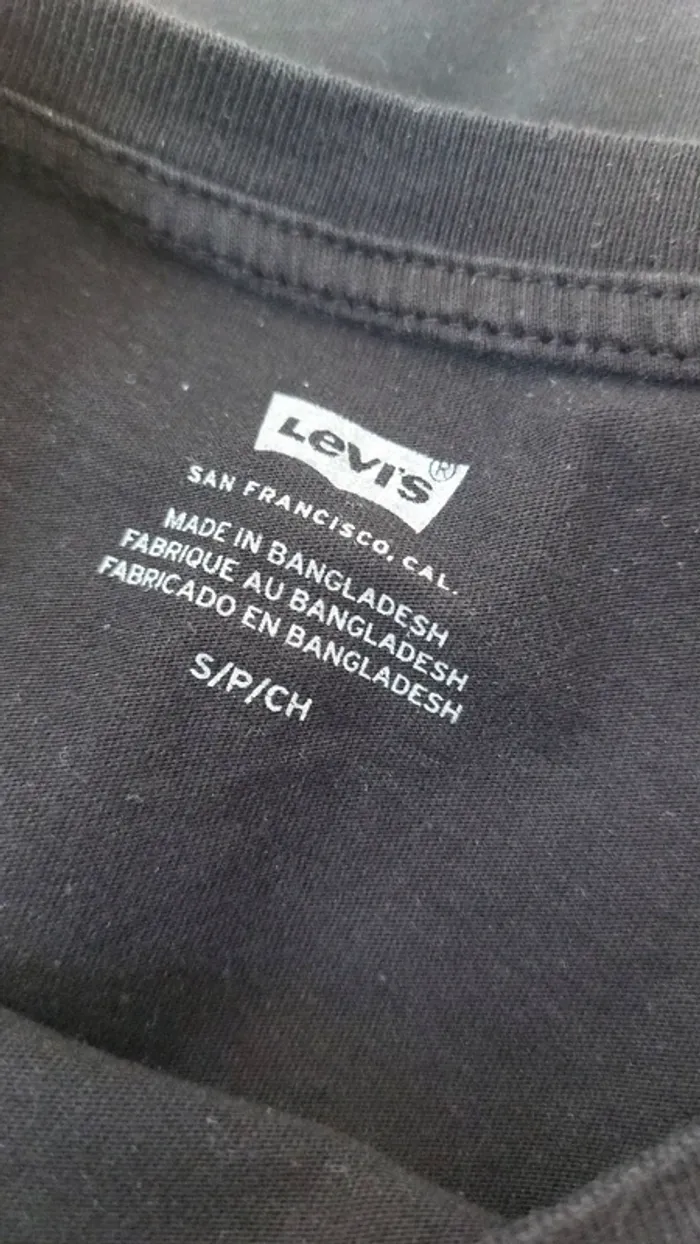 Levi's®
SAN FRANCISCO, CAL.
MADE IN BANGLADESH
FABRIQUE AU BANGLADESH
FABRICADO EN BANGLADESH
S/P/CH